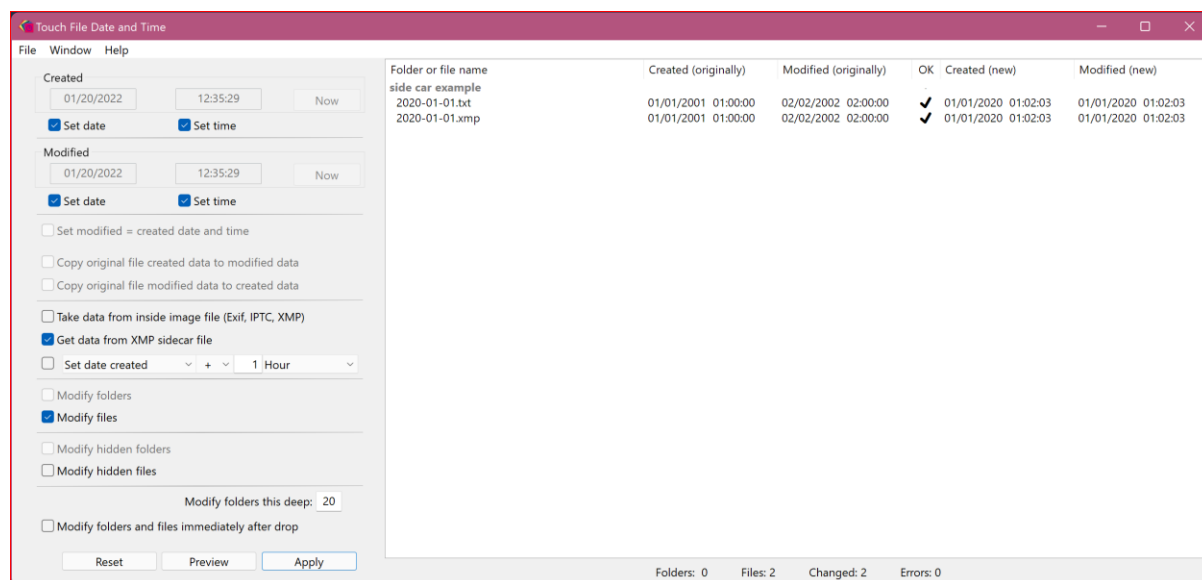 Touch File Date and Time
File Window Help
Created
01/20/2022 12:35:29 Now
Set date Set time
Modified
01/20/2022 12:35:29 Now
Set date Set time
Set modified = created date and time
Copy original file created data to modified data
Copy original file modified data to created data
Take data from inside image file (Exif, IPTC, XMP)
Get data from XMP sidecar file
Set date created + 1 Hour
Modify folders
Modify files
Modify hidden folders
Modify hidden files
Modify folders this deep: 20
Modify folders and files immediately after drop
Reset Preview Apply
Folder or file name Created (originally) Modified (originally) OK Created (new) Modified (new)
side car example
2020-01-01.txt 01/01/2001 01:00:00 02/02/2002 02:00:00 ✔ 01/01/2020 01:02:03 01/01/2020 01:02:03
2020-01-01.xmp 01/01/2001 01:00:00 02/02/2002 02:00:00 ✔ 01/01/2020 01:02:03 01/01/2020 01:02:03
Folders: 0 Files: 2 Changed: 2 Errors: 0